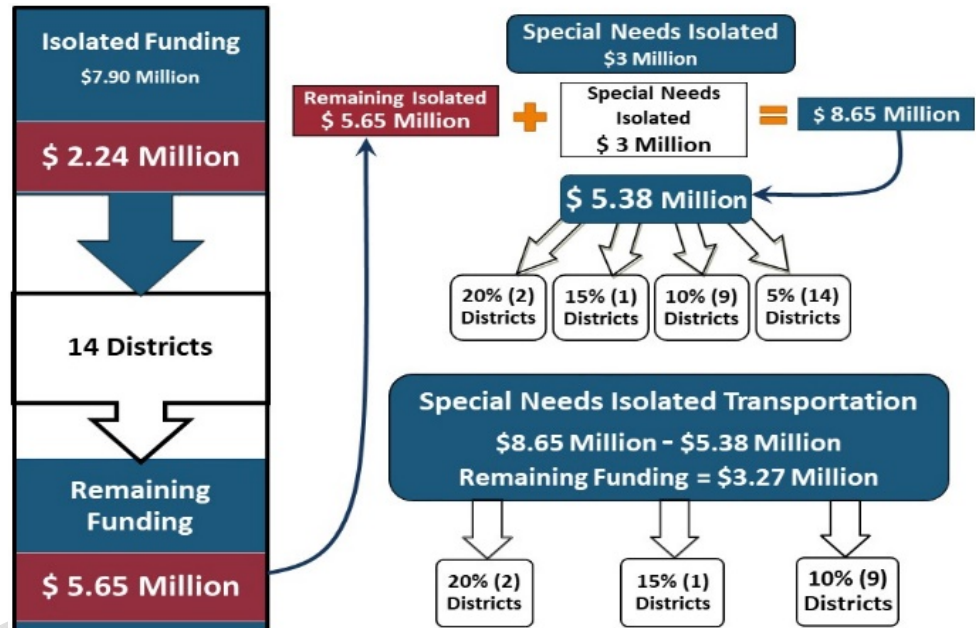 Isolated Funding
$7.90 Million
$ 2.24 Million
14 Districts
Remaining
Funding
$ 5.65 Million
Special Needs Isolated
$3 Million
Remaining Isolated
$ 5.65 Million
+
Special Needs
Isolated
$ 3 Million
=
$ 8.65 Million
$ 5.38 Million
20% (2)
Districts
15% (1)
Districts
10% (9)
Districts
5% (14)
Districts
Special Needs Isolated Transportation
$8.65 Million – $5.38 Million
Remaining Funding = $3.27 Million
20% (2)
Districts
15% (1)
Districts
10% (9)
Districts